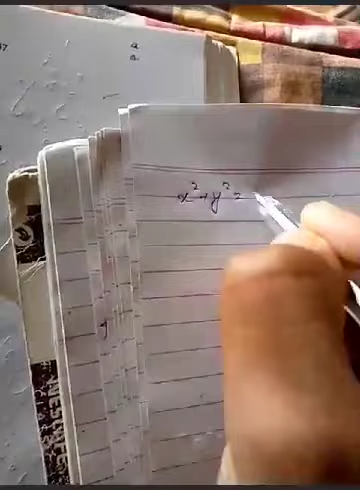 x² + y² =